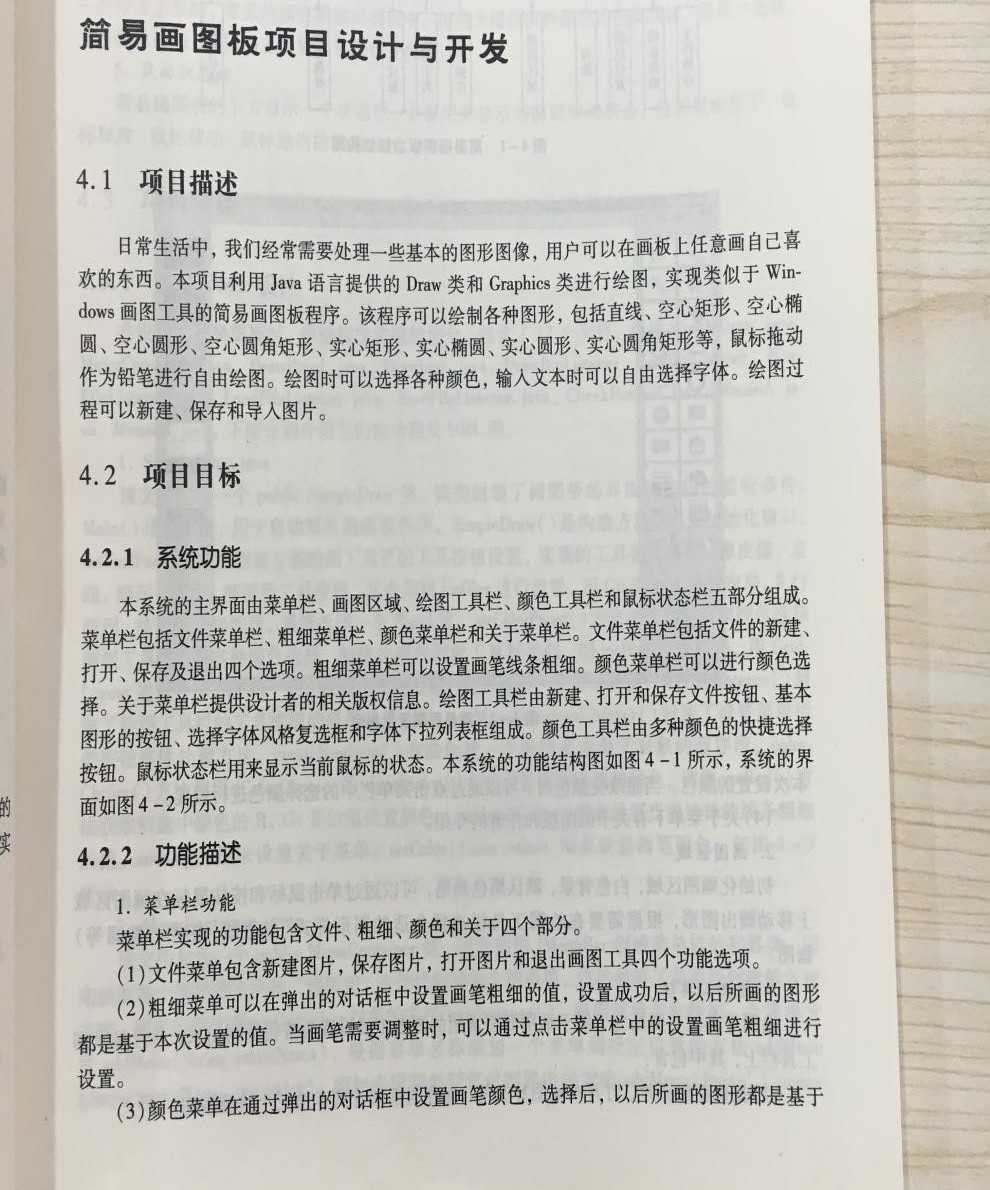 简易画图板项目设计与开发
4.1 项目描述
日常生活中，我们经常需要处理一些基本的图形图像，用户可以在画板上任意画自己喜
欢的东西。本项目利用 Java 语言提供的 Draw 类和 Graphics 类进行绘图，实现类似于 Win-
dows 画图工具的简易画图板程序。该程序可以绘制各种图形，包括直线、空心矩形、空心椭
圆、空心圆形、空心圆角矩形、实心矩形、实心椭圆、实心圆形、实心圆角矩形等，鼠标拖动
作为铅笔进行自由绘图。绘图时可以选择各种颜色，输入文本时可以自由选择字体。绘图过
程可以新建、保存和导入图片。
4.2 项目目标
4.2.1 系统功能
本系统的主界面由菜单栏、画图区域、绘图工具栏、颜色工具栏和鼠标状态栏五部分组成。
菜单栏包括文件菜单栏、粗细菜单栏、颜色菜单栏和关于菜单栏。文件菜单栏包括文件的新建、
打开、保存及退出四个选项。粗细菜单栏可以设置画笔线条粗细。颜色菜单栏可以进行颜色选
择。关于菜单栏提供设计者的相关版权信息。绘图工具栏由新建、打开和保存文件按钮、基本
图形的按钮、选择字体风格复选框和字体下拉列表框组成。颜色工具栏由多种颜色的快捷选择
按钮。鼠标状态栏用来显示当前鼠标的状态。本系统的功能结构图如图 4-1 所示，系统的界
面如图 4-2 所示。
4.2.2 功能描述
1. 菜单栏功能
菜单栏实现的功能包含文件、粗细、颜色和关于四个部分。
(1)文件菜单包含新建图片，保存图片，打开图片和退出画图工具四个功能选项。
(2)粗细菜单可以在弹出的对话框中设置画笔粗细的值，设置成功后，以后所画的图形
都是基于本次设置的值。当画笔需要调整时，可以通过点击菜单栏中的设置画笔粗细进行
设置。
(3)颜色菜单在通过弹出的对话框中设置画笔颜色，选择后，以后所画的图形都是基于
的
实